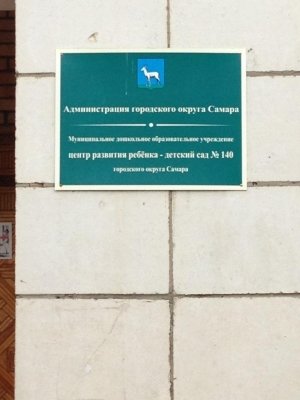 Администрация городского округа Самара
Муниципальное дошкольное образовательное учреждение
центр развития ребёнка - детский сад № 140
городского округа Самара